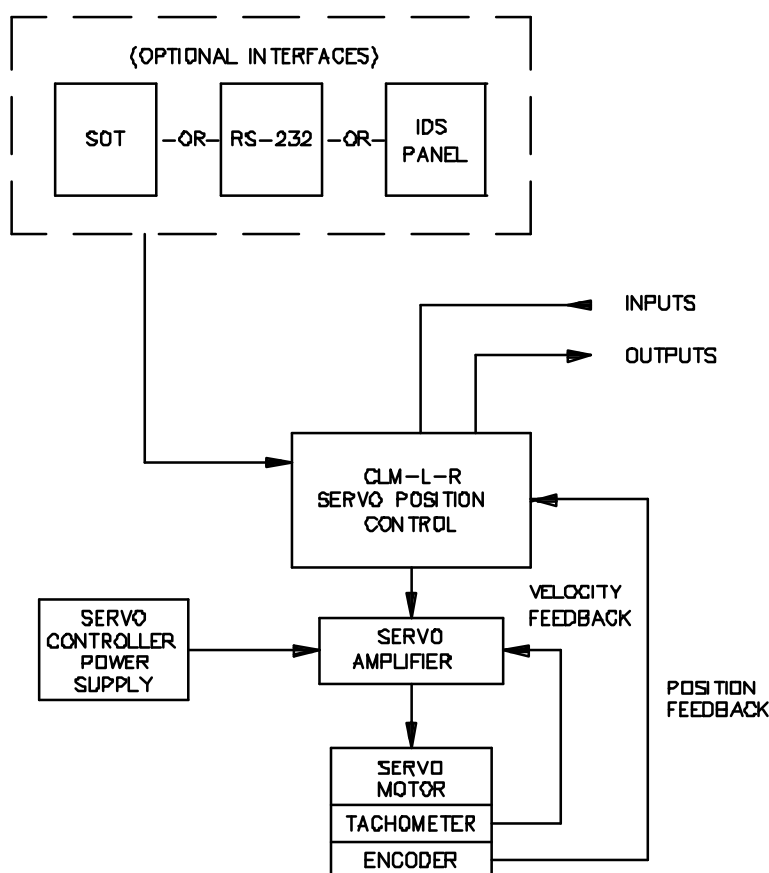 (OPTIONAL INTERFACES)
SOT -OR- RS-232 -OR- IDS
PANEL
INPUTS
OUTPUTS
CLM-L-R
SERVO POSITION
CONTROL
VELOCITY
FEEDBACK
SERVO
CONTROLLER
POWER
SUPPLY
SERVO
AMPLIFIER
POSITION
FEEDBACK
SERVO
MOTOR
TACHOMETER
ENCODER